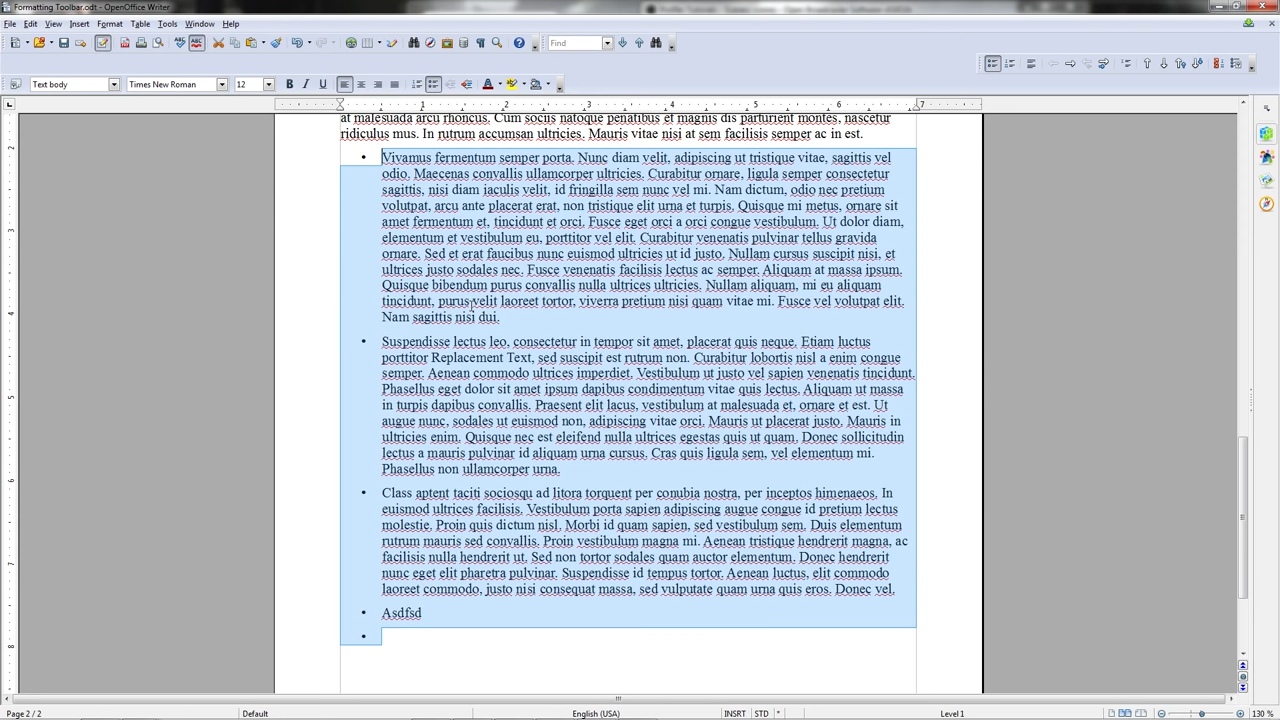 Formatting Toolbar.odt - OpenOffice Writer
File Edit View Insert Format Table Tools Window Help
Find
Text body Times New Roman 12
1 2 3 4 5 6 7
at malesuada arcu rhoncus. Cum sociis natoque penatibus et magnis dis parturient montes, nascetur
ridiculus mus. In rutrum accumsan ultricies. Mauris vitae nisi at sem facilisis semper ac in est.
• Vivamus fermentum semper porta. Nunc diam velit, adipiscing ut tristique vitae, sagittis vel
odio. Maecenas convallis ullamcorper ultricies. Curabitur ornare, ligula semper consectetur
sagittis, nisi diam iaculis velit, id fringilla sem nunc vel mi. Nam dictum, odio nec pretium
volutpat, arcu ante placerat erat, non tristique elit urna et turpis. Quisque mi metus, ornare sit
amet fermentum et, tincidunt et orci. Fusce eget orci a orci congue vestibulum. Ut dolor diam,
elementum et vestibulum eu, porttitor vel elit. Curabitur venenatis pulvinar tellus gravida
ornare. Sed et erat faucibus nunc euismod ultricies ut id justo. Nullam cursus suscipit nisi, et
ultrices justo sodales nec. Fusce venenatis facilisis lectus ac semper. Aliquam at massa ipsum.
Quisque bibendum purus convallis nulla ultrices ultricies. Nullam aliquam, mi eu aliquam
tincidunt, purus velit laoreet tortor, viverra pretium nisi quam vitae mi. Fusce vel volutpat elit.
Nam sagittis nisi dui.
• Suspendisse lectus leo, consectetur in tempor sit amet, placerat quis neque. Etiam luctus
porttitor Replacement Text, sed suscipit est rutrum non. Curabitur lobortis nisl a enim congue
semper. Aenean commodo ultrices imperdiet. Vestibulum ut justo vel sapien venenatis tincidunt.
Phasellus eget dolor sit amet ipsum dapibus condimentum vitae quis lectus. Aliquam ut massa
in turpis dapibus convallis. Praesent elit lacus, vestibulum at malesuada et, ornare et est. Ut
augue nunc, sodales ut euismod non, adipiscing vitae orci. Mauris ut placerat justo. Mauris in
ultricies enim. Quisque nec est eleifend nulla ultrices egestas quis ut quam. Donec sollicitudin
lectus a mauris pulvinar id aliquam urna cursus. Cras quis ligula sem, vel elementum mi.
Phasellus non ullamcorper urna.
• Class aptent taciti sociosqu ad litora torquent per conubia nostra, per inceptos himenaeos. In
euismod ultrices facilisis. Vestibulum porta sapien adipiscing augue congue id pretium lectus
molestie. Proin quis dictum nisl. Morbi id quam sapien, sed vestibulum sem. Duis elementum
rutrum mauris sed convallis. Proin vestibulum magna mi. Aenean tristique hendrerit magna, ac
facilisis nulla hendrerit ut. Sed non tortor sodales quam auctor elementum. Donec hendrerit
nunc eget elit pharetra pulvinar. Suspendisse id tempus tortor. Aenean luctus, elit commodo
laoreet commodo, justo nisi consequat massa, sed vulputate quam urna quis eros. Donec vel.
• Asdfsd
•
3
4
5
6
7
8
Page 2 / 2 Default English (USA) INSRT STD * Level 1 130 %